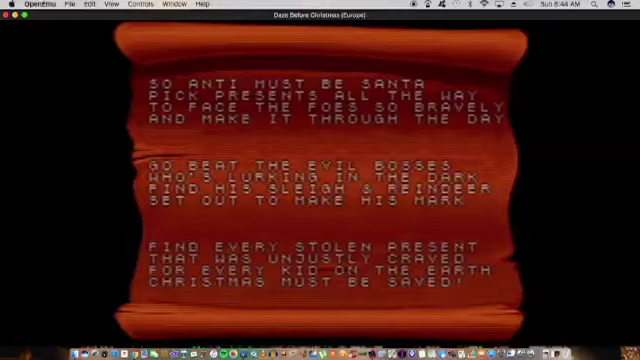 OpenEmu File Edit View Controls Window Help
Sun 8:44 AM
Daze Before Christmas (Europe)
SO ANTI MUST BE SANTA
PICK PRESENTS ALL THE WAY
TO FACE THE FOES SO BRAVELY
AND MAKE IT THROUGH THE DAY
GO BEAT THE EVIL BOSSES
WHO'S LURKING IN THE DARK
FIND HIS SLEIGH & REINDEER
SET OUT TO MAKE HIS MARK
FIND EVERY STOLEN PRESENT
THAT WAS UNJUSTLY CRAVED
FOR EVERY KID ON THE EARTH
CHRISTMAS MUST BE SAVED!